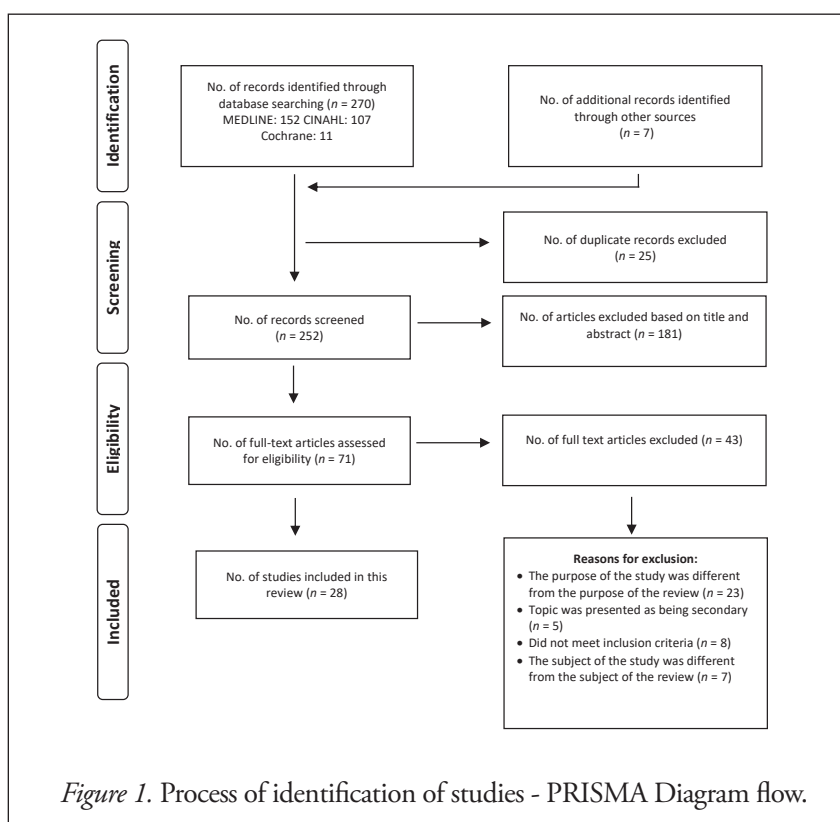 Identification
No. of records identified through
database searching (n = 270)
MEDLINE: 152 CINAHL: 107
Cochrane: 11
No. of additional records identified
through other sources
(n = 7)
Screening
No. of duplicate records excluded
(n = 25)
No. of records screened
(n = 252)
No. of articles excluded based on title and
abstract (n = 181)
Eligibility
No. of full-text articles assessed
for eligibility (n = 71)
No. of full text articles excluded (n = 43)
Included
No. of studies included in this
review (n = 28)
Reasons for exclusion:
• The purpose of the study was different
from the purpose of the review (n = 23)
• Topic was presented as being secondary
(n = 5)
• Did not meet inclusion criteria (n = 8)
• The subject of the study was different
from the subject of the review (n = 7)
Figure 1. Process of identification of studies - PRISMA Diagram flow.